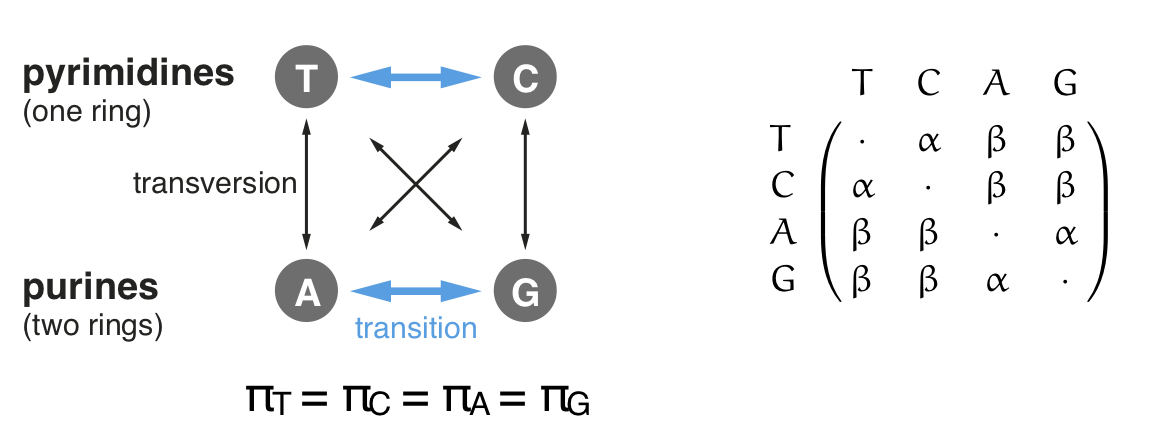 pyrimidines
(one ring)
T
C
transversion
purines
(two rings)
A
G
transition
πT = πC = πA = πG
T C A G
T · α β β
C α · β β
A β β · α
G β β α ·